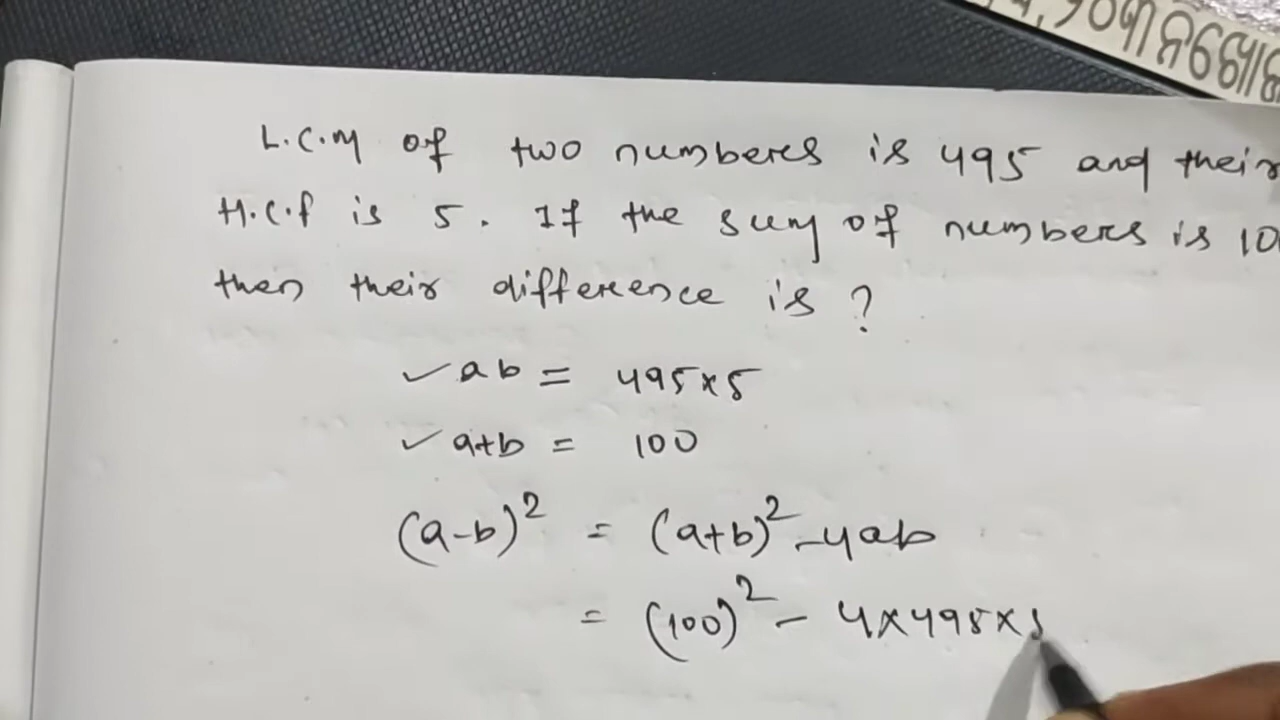 L.C.M of two numbers is 495 and their
H.C.f is 5. If the sum of numbers is 10
then their difference is ?
✓ ab = 495×5
✓ a+b = 100
(a-b)² = (a+b)² - 4ab
= (100)² - 4×495×5